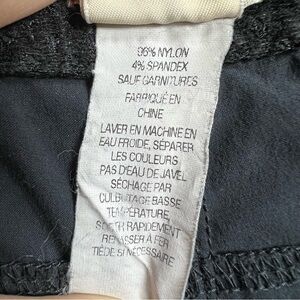 96% NYLON
4% SPANDEX
SAUF GARNITURES
FABRIQUÉ EN
CHINE
LAVER EN MACHINE EN
EAU FROIDE, SÉPARER
LES COULEURS
PAS D'EAU DE JAVEL
SÉCHAGE PAR
CULBUTAGE BASSE
TEMPÉRATURE
SORTIR RAPIDEMENT
REPASSER À FER
TIÈDE SI NÉCESSAIRE